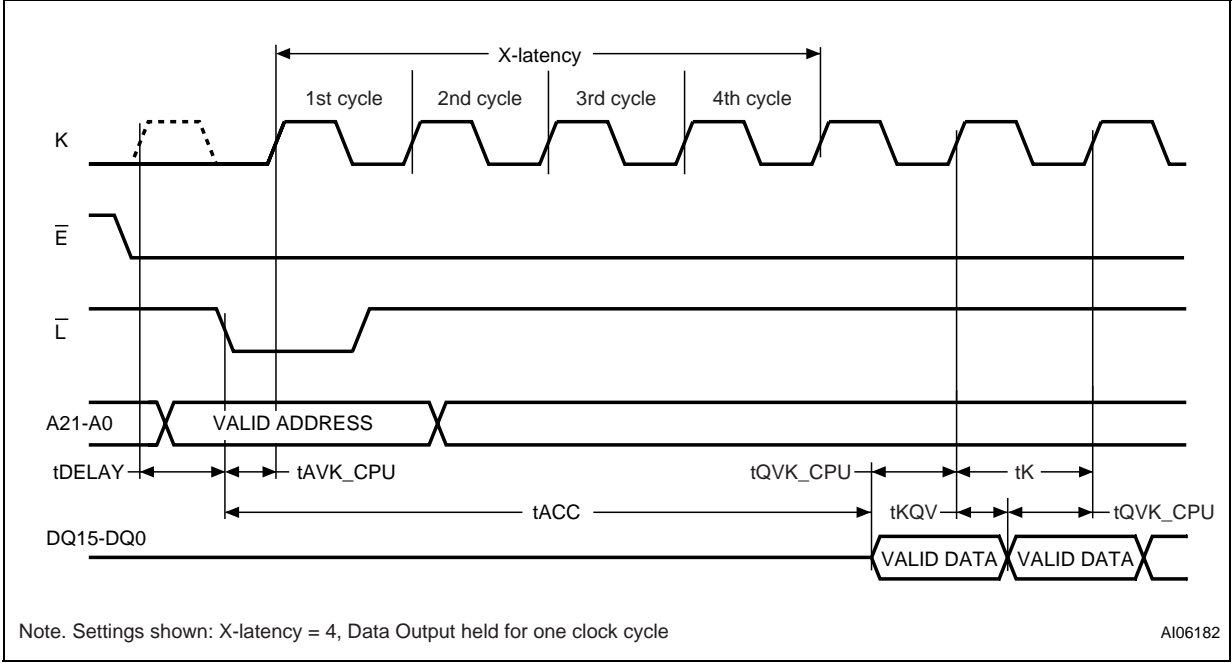 X-latency
1st cycle 2nd cycle 3rd cycle 4th cycle
K
E
L
A21-A0 VALID ADDRESS
tDELAY tAVK_CPU tQVK_CPU tK
tACC tKQV tQVK_CPU
DQ15-DQ0
VALID DATA VALID DATA
Note. Settings shown: X-latency = 4, Data Output held for one clock cycle AI06182